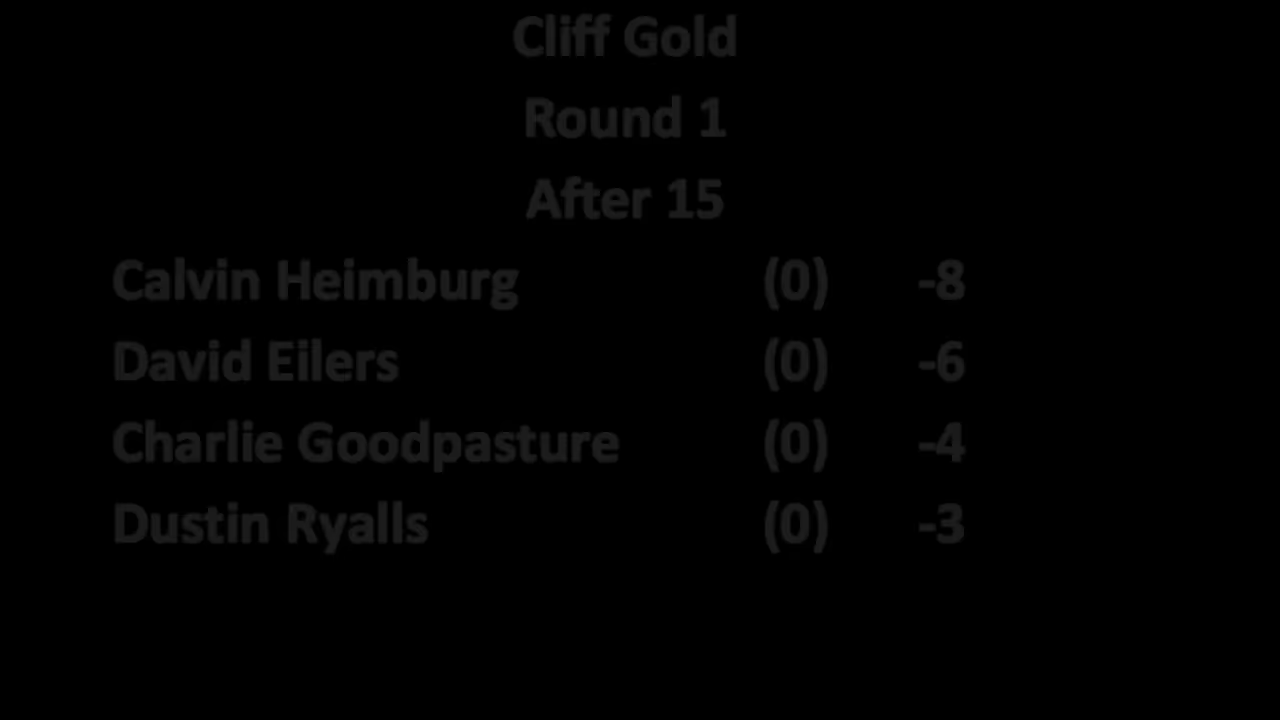 Cliff Gold
Round 1
After 15
Calvin Heimburg (0) -8
David Eilers (0) -6
Charlie Goodpasture (0) -4
Dustin Ryalls (0) -3